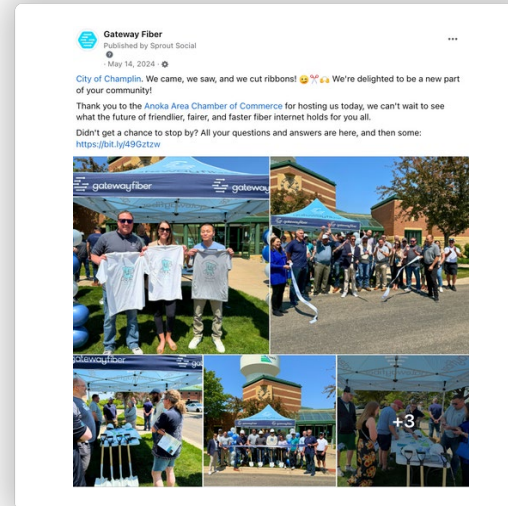 Gateway Fiber
Published by Sprout Social
· May 14, 2024 ·
City of Champlin. We came, we saw, and we cut ribbons! 😉✂️🙌 We're delighted to be a new part
of your community!
Thank you to the Anoka Area Chamber of Commerce for hosting us today, we can't wait to see
what the future of friendlier, fairer, and faster fiber internet holds for you all.
Didn't get a chance to stop by? All your questions and answers are here, and then some:
https://bit.ly/49Gztzw
gatewayfiber
gateway
gatewayfiber
gatewayfiber
+3